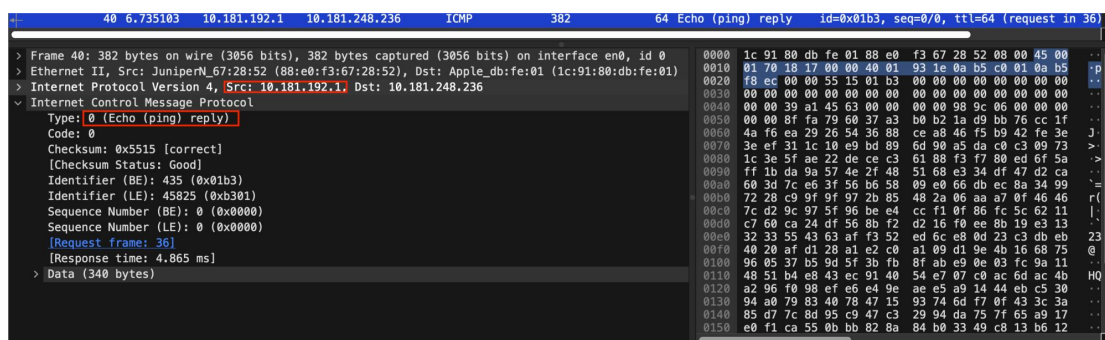 40 6.735103 10.181.192.1 10.181.248.236 ICMP 382 64 Echo (ping) reply id=0x01b3, seq=0/0, ttl=64 (request in 36)
> Frame 40: 382 bytes on wire (3056 bits), 382 bytes captured (3056 bits) on interface en0, id 0
> Ethernet II, Src: JuniperN_67:28:52 (88:e0:f3:67:28:52), Dst: Apple_db:fe:01 (1c:91:80:db:fe:01)
> Internet Protocol Version 4, Src: 10.181.192.1, Dst: 10.181.248.236
Internet Control Message Protocol
Type: 0 (Echo (ping) reply)
Code: 0
Checksum: 0x5515 [correct]
[Checksum Status: Good]
Identifier (BE): 435 (0x01b3)
Identifier (LE): 45825 (0xb301)
Sequence Number (BE): 0 (0x0000)
Sequence Number (LE): 0 (0x0000)
[Request frame: 36]
[Response time: 4.865 ms]
> Data (340 bytes)
0000 1c 91 80 db fe 01 88 e0 f3 67 28 52 08 00 45 00 ··
0010 01 70 18 17 00 00 40 01 93 1e 0a b5 c0 01 0a b5 ·p
0020 f8 ec 00 00 55 15 01 b3 00 00 00 00 00 00 00 00 ··
0030 00 00 00 00 00 00 00 00 00 00 00 00 00 00 00 00 ··
0040 00 00 39 a1 45 63 00 00 00 00 98 9c 06 00 00 00 ··
0050 00 00 8f fa 79 60 37 a3 b0 b2 1a d9 bb 76 cc 1f ··
0060 4a f6 ea 29 26 54 36 88 ce a8 46 f5 b9 42 fe 3e J·
0070 3e ef 31 1c 10 e9 bd 89 6d 90 a5 da c0 c3 09 73 >·
0080 1c 3e 5f ae 22 de ce c3 61 88 f3 f7 80 ed 6f 5a ·>
0090 ff 1b da 9a 57 4e 2f 48 51 68 e3 34 df 47 d2 ca ··
00a0 60 3d 7c e6 3f 56 b6 58 09 e0 66 db ec 8a 34 99 `=
00b0 72 28 c9 9f 9f 97 2b 85 48 2a 06 aa a7 0f 46 46 r(
00c0 7c d2 9c 97 5f 96 be e4 cc f1 0f 86 fc 5c 62 11 |·
00d0 c7 60 ca 24 df 56 8b f2 d2 16 f0 ee 8b 19 e3 13 ·`
00e0 32 33 55 43 63 af f3 52 ed 6c e8 0d 23 c3 db eb 23
00f0 40 20 af d1 28 a1 e2 c0 a1 09 d1 9e 4b 16 68 75 @
0100 96 05 37 b5 9d 5f 3b fb 8f ab e9 0e 03 fc 9a 11 ··
0110 48 51 b4 e8 43 ec 91 40 54 e7 07 c0 ac 6d ac 4b HQ
0120 a2 96 f0 98 ef e6 e4 9e ae e5 a9 14 44 eb c5 30 ··
0130 94 a0 79 83 40 78 47 15 93 74 6d f7 0f 43 3c 3a ··
0140 85 d7 7c 8d 95 c9 47 c3 29 94 da 75 7f 65 a9 17 ··
0150 e0 f1 ca 55 0b bb 82 8a 84 b0 33 49 c8 13 b6 12 ··